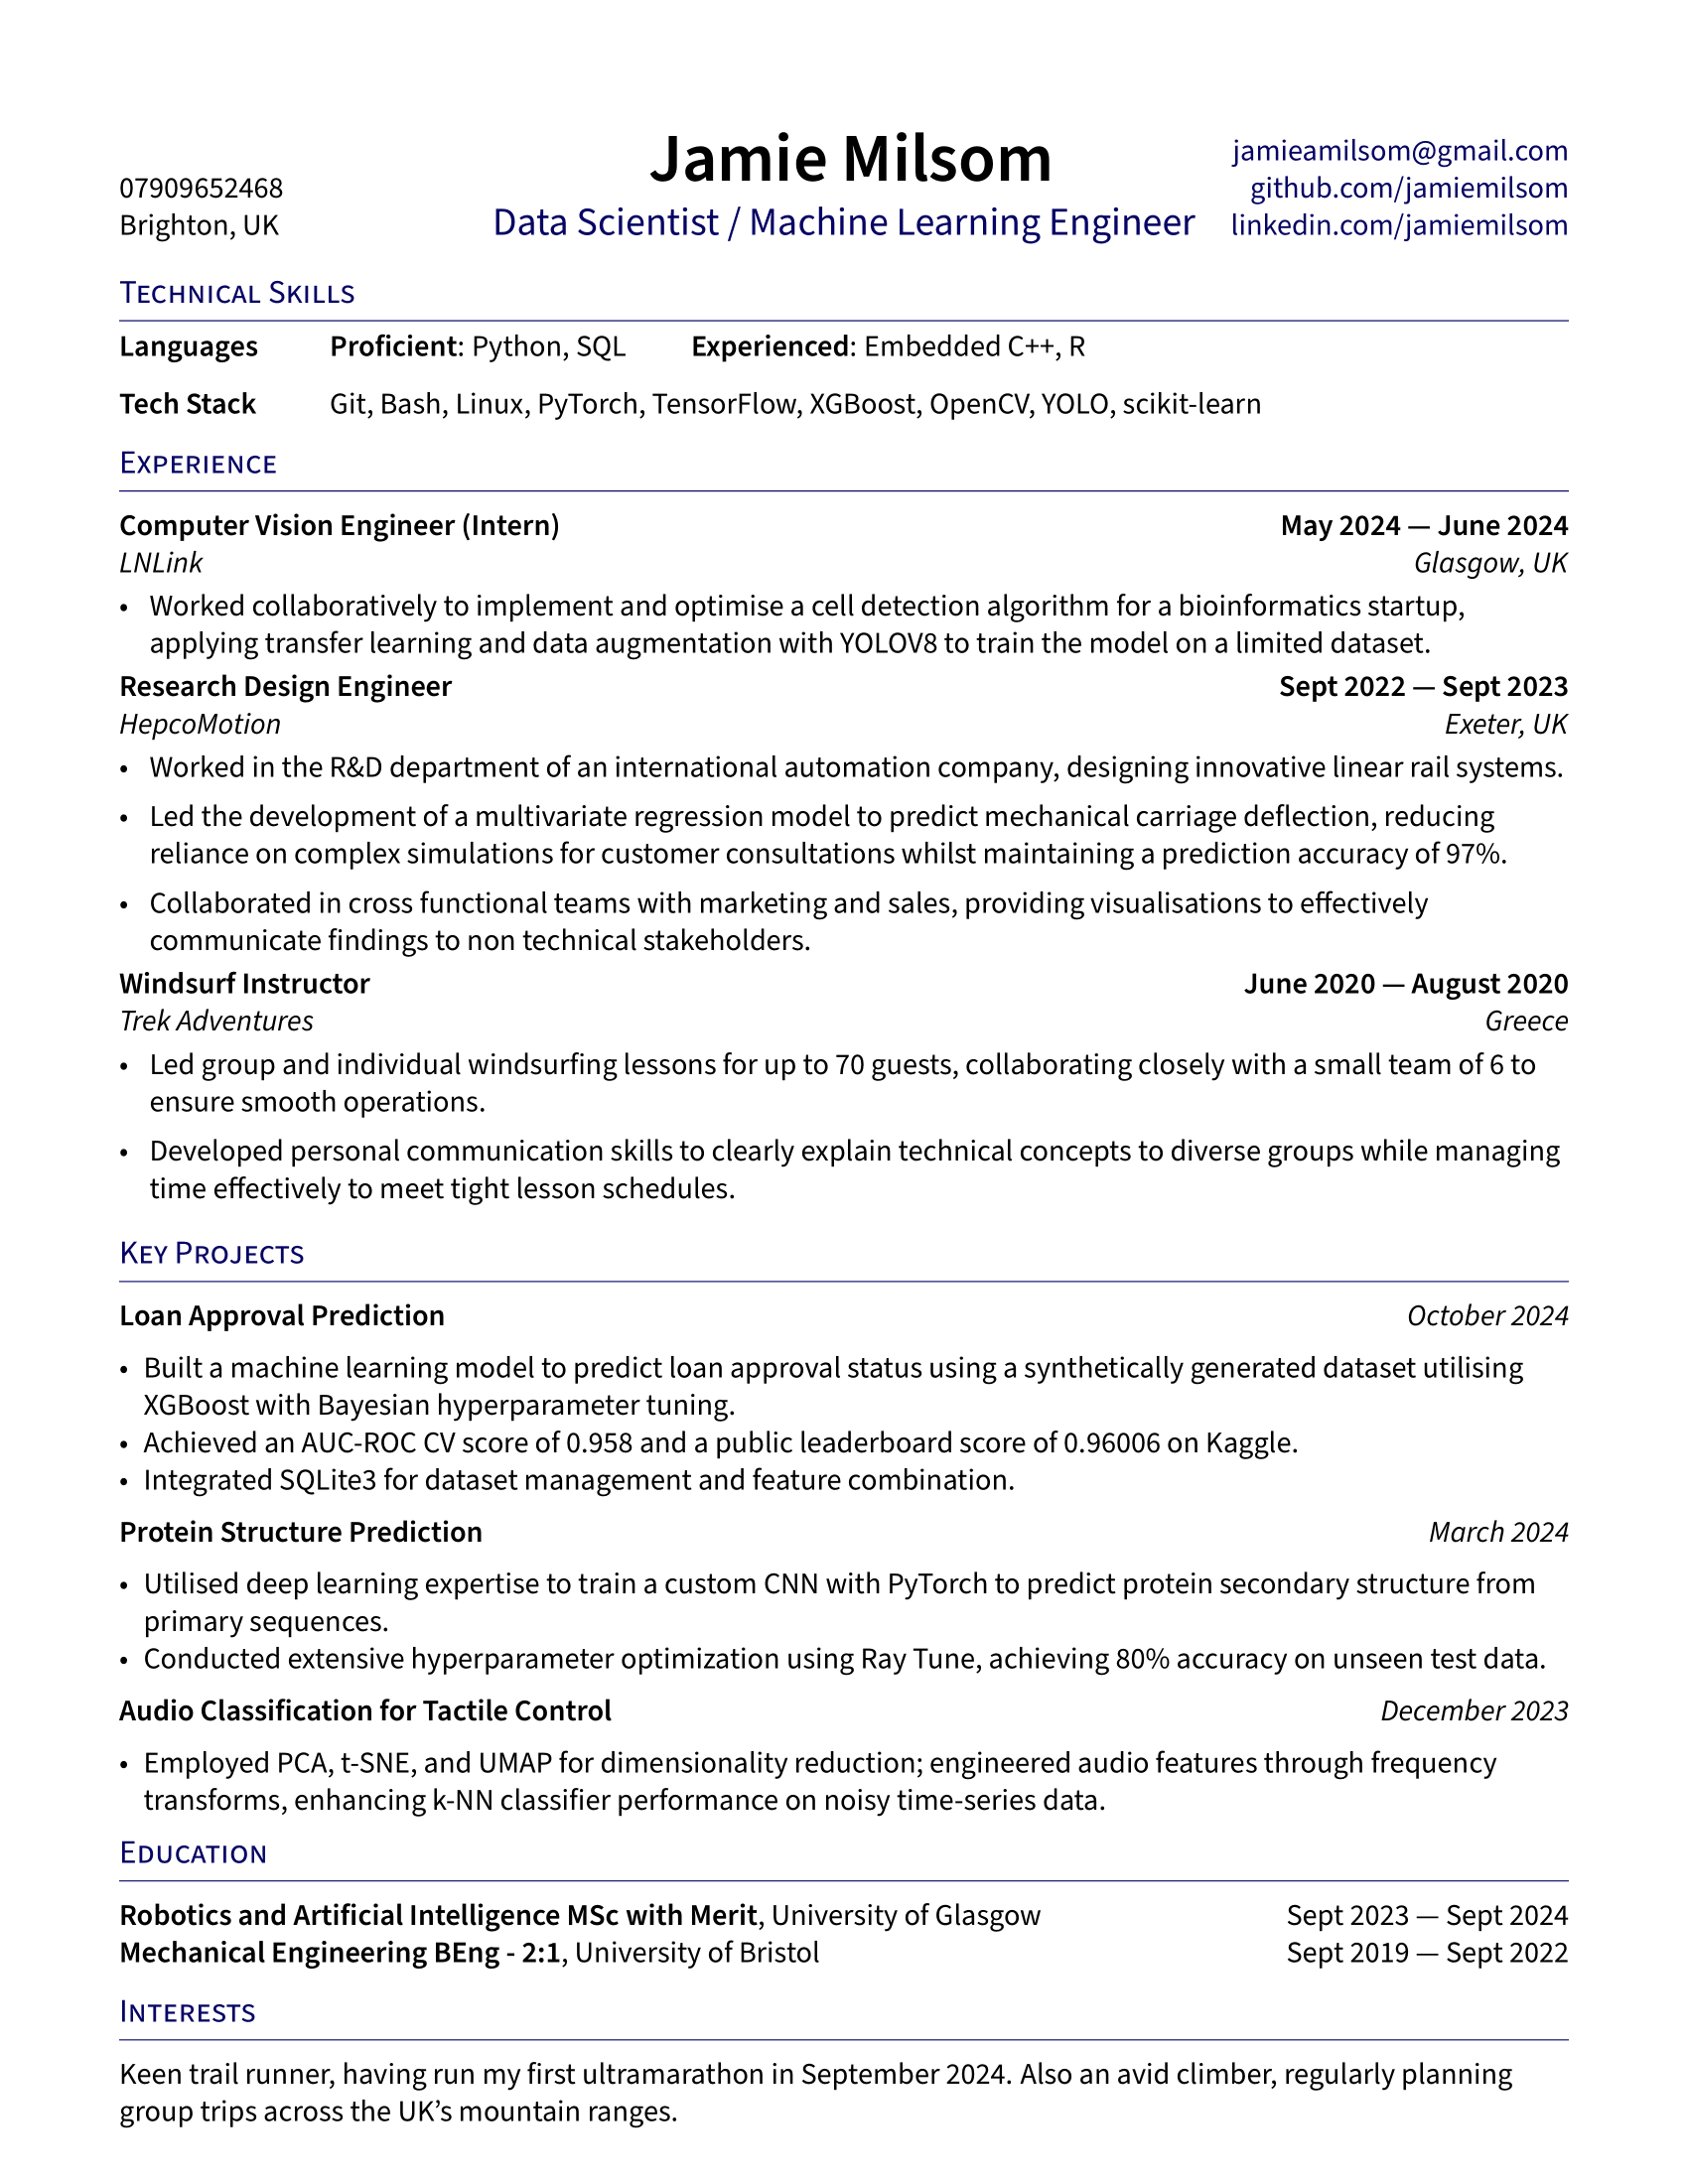 Jamie Milsom
Data Scientist / Machine Learning Engineer
07909652468
Brighton, UK
jamieamilsom@gmail.com
github.com/jamiemilsom
linkedin.com/jamiemilsom
Technical Skills
Languages Proficient: Python, SQL Experienced: Embedded C++, R
Tech Stack Git, Bash, Linux, PyTorch, TensorFlow, XGBoost, OpenCV, YOLO, scikit-learn
Experience
Computer Vision Engineer (Intern) May 2024 — June 2024
LNLink Glasgow, UK
• Worked collaboratively to implement and optimise a cell detection algorithm for a bioinformatics startup,
applying transfer learning and data augmentation with YOLOV8 to train the model on a limited dataset.
Research Design Engineer Sept 2022 — Sept 2023
HepcoMotion Exeter, UK
• Worked in the R&D department of an international automation company, designing innovative linear rail systems.
• Led the development of a multivariate regression model to predict mechanical carriage deflection, reducing
reliance on complex simulations for customer consultations whilst maintaining a prediction accuracy of 97%.
• Collaborated in cross functional teams with marketing and sales, providing visualisations to effectively
communicate findings to non technical stakeholders.
Windsurf Instructor June 2020 — August 2020
Trek Adventures Greece
• Led group and individual windsurfing lessons for up to 70 guests, collaborating closely with a small team of 6 to
ensure smooth operations.
• Developed personal communication skills to clearly explain technical concepts to diverse groups while managing
time effectively to meet tight lesson schedules.
Key Projects
Loan Approval Prediction October 2024
• Built a machine learning model to predict loan approval status using a synthetically generated dataset utilising
XGBoost with Bayesian hyperparameter tuning.
• Achieved an AUC-ROC CV score of 0.958 and a public leaderboard score of 0.96006 on Kaggle.
• Integrated SQLite3 for dataset management and feature combination.
Protein Structure Prediction March 2024
• Utilised deep learning expertise to train a custom CNN with PyTorch to predict protein secondary structure from
primary sequences.
• Conducted extensive hyperparameter optimization using Ray Tune, achieving 80% accuracy on unseen test data.
Audio Classification for Tactile Control December 2023
• Employed PCA, t-SNE, and UMAP for dimensionality reduction; engineered audio features through frequency
transforms, enhancing k-NN classifier performance on noisy time-series data.
Education
Robotics and Artificial Intelligence MSc with Merit, University of Glasgow Sept 2023 — Sept 2024
Mechanical Engineering BEng - 2:1, University of Bristol Sept 2019 — Sept 2022
Interests
Keen trail runner, having run my first ultramarathon in September 2024. Also an avid climber, regularly planning
group trips across the UK’s mountain ranges.